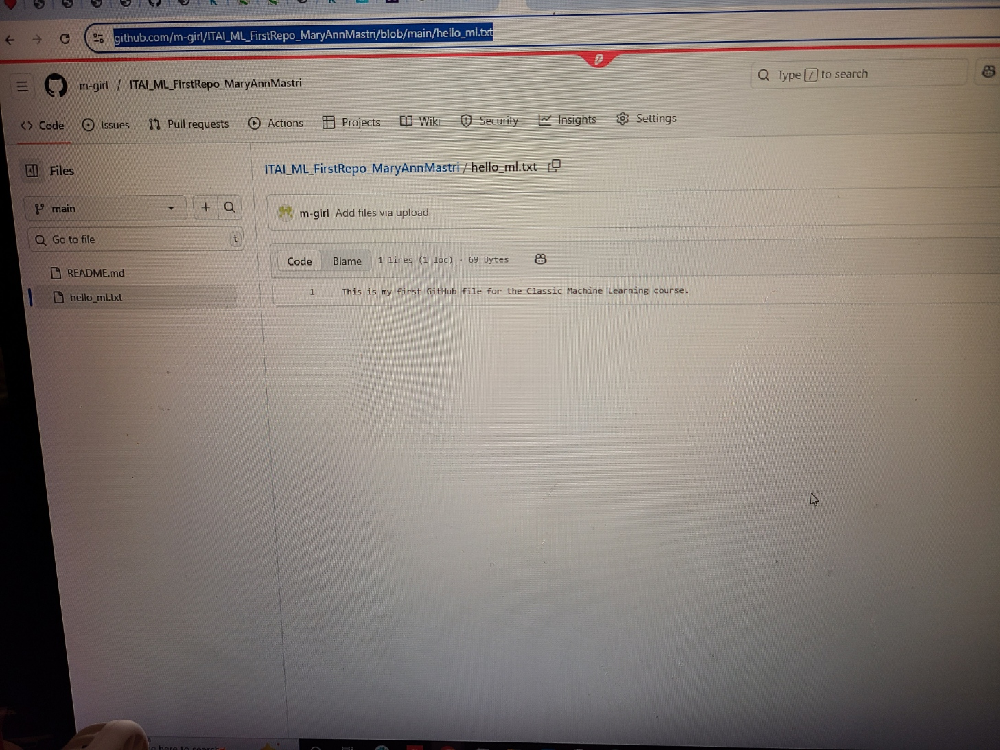 github.com/m-girl/ITAI_ML_FirstRepo_MaryAnnMastri/blob/main/hello_ml.txt
m-girl / ITAI_ML_FirstRepo_MaryAnnMastri
Type / to search
Code Issues Pull requests Actions Projects Wiki Security Insights Settings
Files
ITAI_ML_FirstRepo_MaryAnnMastri / hello_ml.txt
main
m-girl Add files via upload
Go to file t
Code Blame 1 lines (1 loc) · 69 Bytes
README.md
1 This is my first GitHub file for the Classic Machine Learning course.
hello_ml.txt
here to search